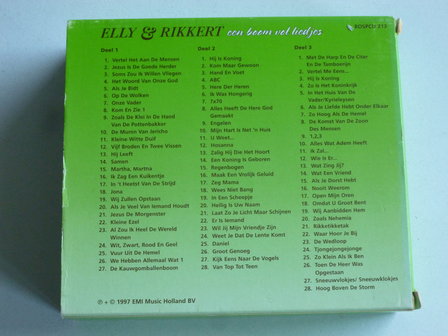 ELLY & RIKKERT een boom vol liedjes
Deel 1
1. Vertel Het Aan De Mensen
2. Jezus Is De Goede Herder
3. Soms Zou Ik Willen Vliegen
4. Het Woord Van Onze God
5. Als Je Bidt
6. Op De Wolken
7. Onze Vader
8. Kom En Zie 1
9. Zoals De Klei In De Hand
Van De Pottenbakker
10. De Muren Van Jericho
11. Kleine Witte Duif
12. Vijf Broden En Twee Vissen
13. Hij Leeft
14. Samen
15. Martha, Martha
16. Ik Zag Een Kuikentje
17. In 't Heetst Van De Strijd
18. Jona
19. Wij Zullen Opstaan
20. Als Je Veel Van Iemand Houdt
21. Jezus De Morgenster
22. Kleine Ezel
23. Al Zou Ik Heel De Wereld
Winnen
24. Wit, Zwart, Rood En Geel
25. Vuur Uit De Hemel
26. We Hebben Allemaal Wat 1
27. De Kauwgomballenboom
Deel 2
1. Hij Is Koning
2. Kom Maar Gewoon
3. Hand En Voet
4. ABC
5. Here Der Heren
6. Ik Was Hongerig
7. 7x70
8. Alles Heeft De Here God
Gemaakt
9. Engelen
10. Mijn Hart Is Net 'n Huis
11. U Weet...
12. Hosanna
13. Zalig Hij Die Het Hoort
14. Een Koning Is Geboren
15. Regenbogen
16. Maak Een Vrolijk Geluid
17. Zeg Mama
18. Wees Niet Bang
19. In Een Scheepje
20. Heilig Is Uw Naam
21. Laat Zo Je Licht Maar Schijnen
22. Er Is Iemand
23. Wil Jij Mijn Vriendje Zijn
24. Weet Je Dat De Lente Komt
25. Daniel
26. Groot Genoeg
27. Kijk Eens Naar De Vogels
28. Van Top Tot Teen
Deel 3
1. Met De Harp En De Citer
En De Tamboerijn
2. Vertel Me Eens...
3. Hij Is
4. Zo Is Het Koninkrijk
5. In Het Huis Van De
Vader/Kyrieleysen
6. Als Je Liefde Hebt Onder Elkaar
7. Zo Hoog Als De Hemel
8. De Komst Van De Zoon
Des Mensen
9. 1,2,3
10. Alles Wat Adem Heeft
11. Ik Zal...
12. Wie Is Er...
13. Wat Zing Jij?
14. Wat Een Vriend
15. Als Je Dorst Hebt
16. Nooit Weerom
17. Open Mijn Oren
18. Omdat U Groot Bent
19. Wij Aanbidden Hem
20. Zoals Nehemia
21. Rikketikketak
22. Waar Hoor Je Bij
23. De Wedloop
24. Tjongejongejonge
25. Zo Klein Als Ik Ben
26. Toen De Heer Was
Opgestaan
27. Sneeuwvlokjes/ Sneeuwklokjes
28. Hoog Boven De Storm
℗ + © 1997 EMI Music Holland BV